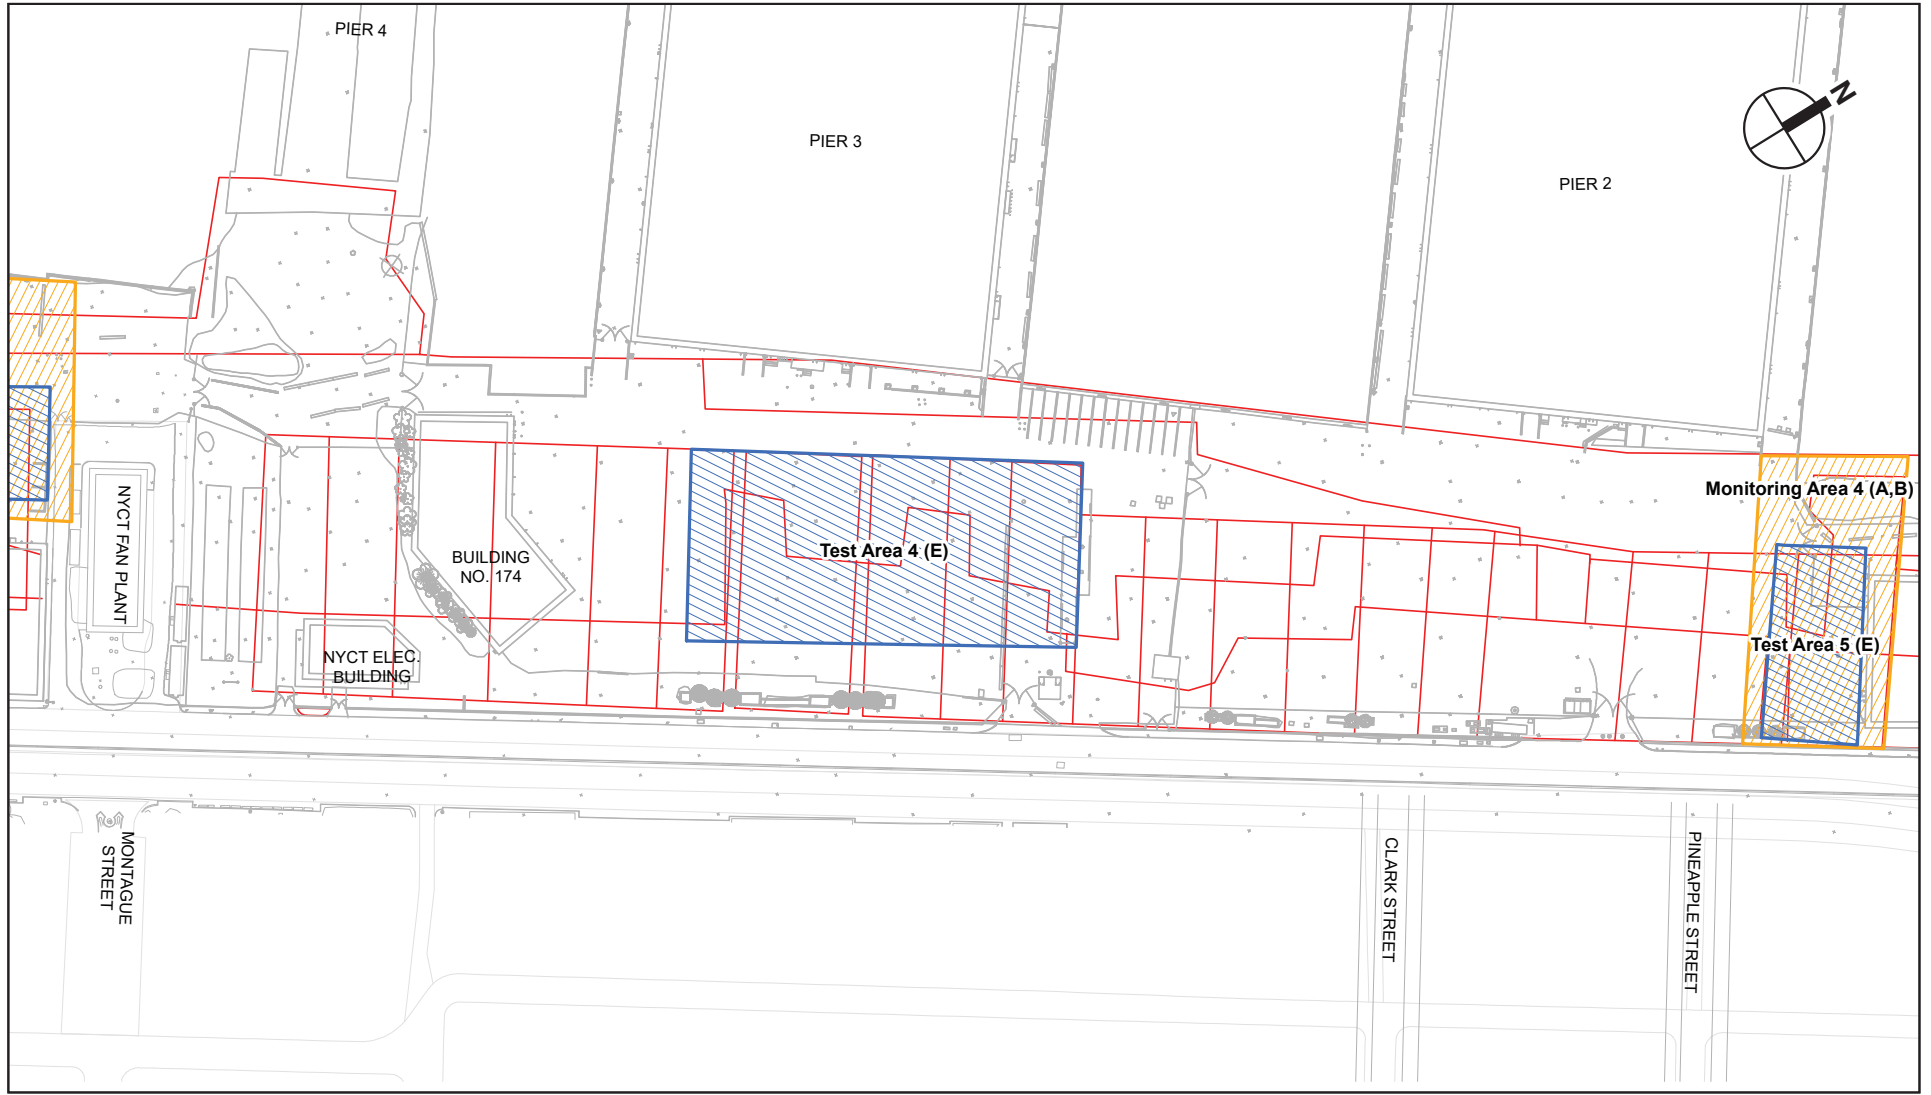 PIER 4
PIER 3
PIER 2
N
Monitoring Area 4 (A,B)
NYCT FAN PLANT
BUILDING
NO. 174
Test Area 4 (E)
NYCT ELEC.
BUILDING
Test Area 5 (E)
MONTAGUE
STREET
CLARK STREET
PINEAPPLE STREET